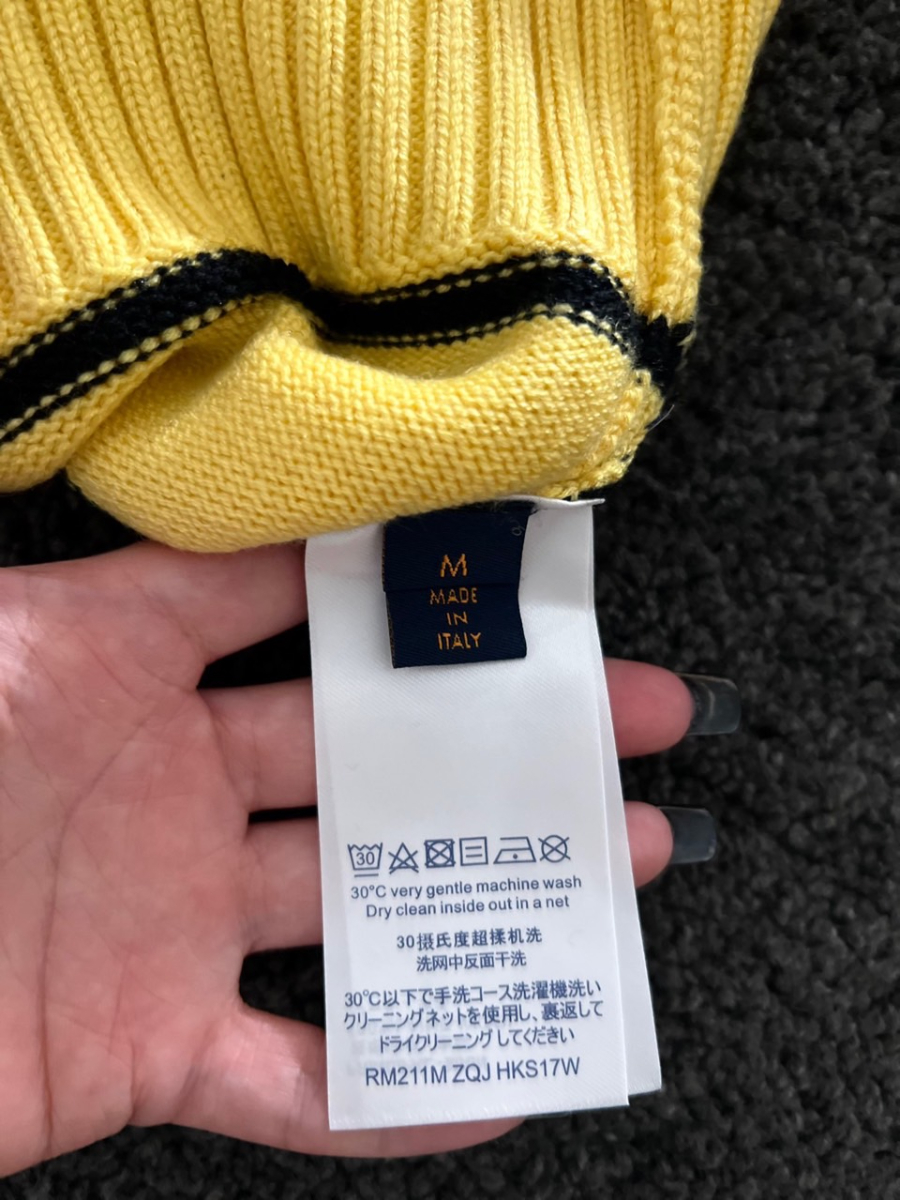 M
MADE
IN
ITALY
30
30°C very gentle machine wash
Dry clean inside out in a net
30摄氏度超揉机洗
洗网中反面干洗
30℃以下で手洗コース洗濯機洗い
クリーニングネットを使用し、裏返して
ドライクリーニングしてください
RM211M ZQJ HKS17W